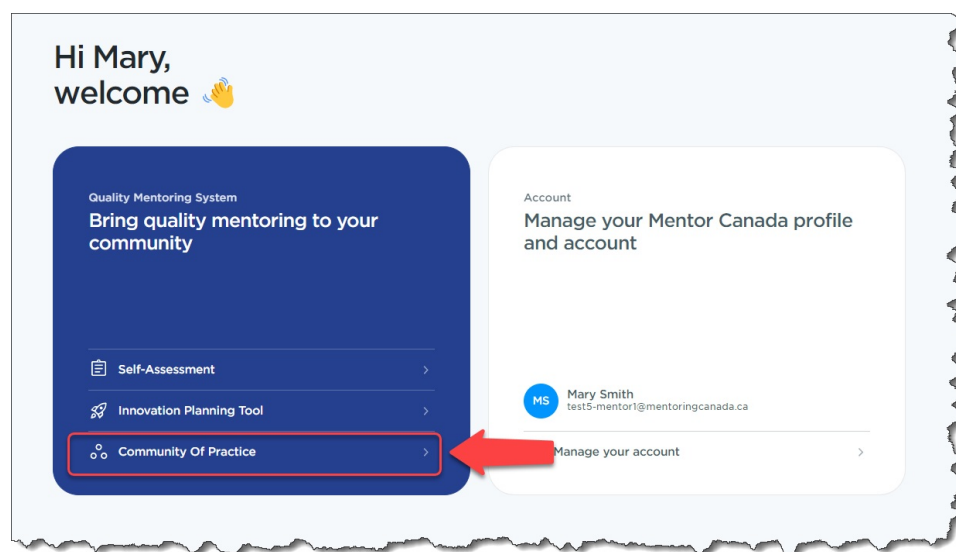 Hi Mary,
welcome 👋
Quality Mentoring System
Bring quality mentoring to your
community
Self-Assessment
Innovation Planning Tool
Community Of Practice
Account
Manage your Mentor Canada profile
and account
MS
Mary Smith
test5-mentor1@mentoringcanada.ca
Manage your account